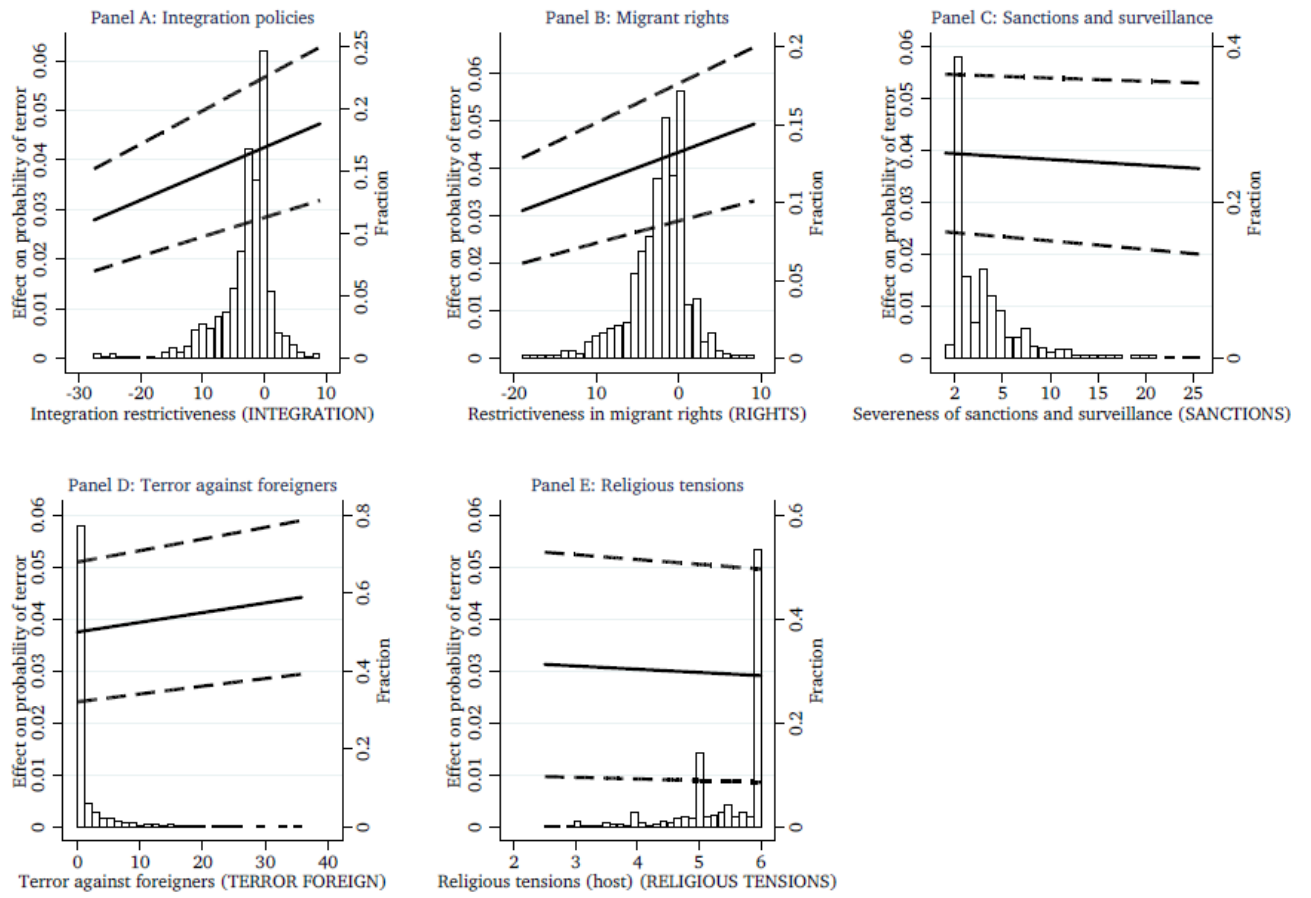 Panel A: Integration policies
Effect on probability of terror
0 0.01 0.02 0.03 0.04 0.05 0.06
0 0.05 0.1 0.15 0.2 0.25
Fraction
-30 -20 10 0 10
Integration restrictiveness (INTEGRATION)
Panel B: Migrant rights
Effect on probability of terror
0 0.01 0.02 0.03 0.04 0.05 0.06
0 0.05 0.1 0.15 0.2
Fraction
-20 10 0 10
Restrictiveness in migrant rights (RIGHTS)
Panel C: Sanctions and surveillance
Effect on probability of terror
0 0.01 0.02 0.03 0.04 0.05 0.06
0 0.2 0.4
Fraction
2 5 10 15 20 25
Severeness of sanctions and surveillance (SANCTIONS)
Panel D: Terror against foreigners
Effect on probability of terror
0 0.01 0.02 0.03 0.04 0.05 0.06
0 0.2 0.4 0.6 0.8
Fraction
0 10 20 30 40
Terror against foreigners (TERROR FOREIGN)
Panel E: Religious tensions
Effect on probability of terror
0 0.01 0.02 0.03 0.04 0.05 0.06
0 0.2 0.4 0.6
Fraction
2 3 4 5 6
Religious tensions (host) (RELIGIOUS TENSIONS)